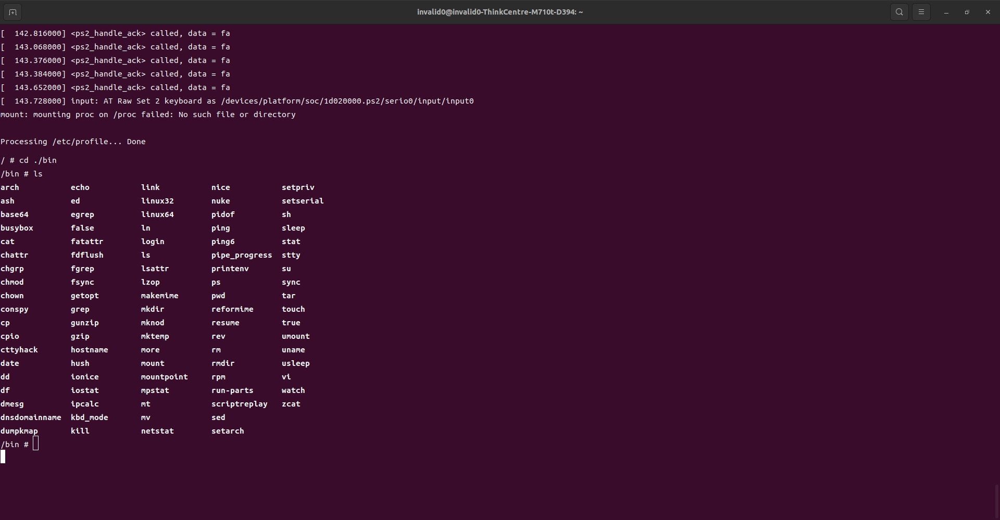 invalid0@invalid0-ThinkCentre-M710t-D394: ~
[  142.816000] <ps2_handle_ack> called, data = fa
[  143.068000] <ps2_handle_ack> called, data = fa
[  143.376000] <ps2_handle_ack> called, data = fa
[  143.384000] <ps2_handle_ack> called, data = fa
[  143.652000] <ps2_handle_ack> called, data = fa
[  143.728000] input: AT Raw Set 2 keyboard as /devices/platform/soc/1d020000.ps2/serio0/input/input0
mount: mounting proc on /proc failed: No such file or directory
Processing /etc/profile... Done
/ # cd ./bin
/bin # ls
arch           echo           link           nice           setpriv
ash            ed             linux32        nuke           setserial
base64         egrep          linux64        pidof          sh
busybox        false          ln             ping           sleep
cat            fatattr        login          ping6          stat
chattr         fdflush        ls             pipe_progress  stty
chgrp          fgrep          lsattr         printenv       su
chmod          fsync          lzop           ps             sync
chown          getopt         makemime       pwd            tar
conspy         grep           mkdir          reformime      touch
cp             gunzip         mknod          resume         true
cpio           gzip           mktemp         rev            umount
cttyhack       hostname       more           rm             uname
date           hush           mount          rmdir          usleep
dd             ionice         mountpoint     rpm            vi
df             iostat         mpstat         run-parts      watch
dmesg          ipcalc         mt             scriptreplay   zcat
dnsdomainname  kbd_mode       mv             sed
dumpkmap       kill           netstat        setarch
/bin #